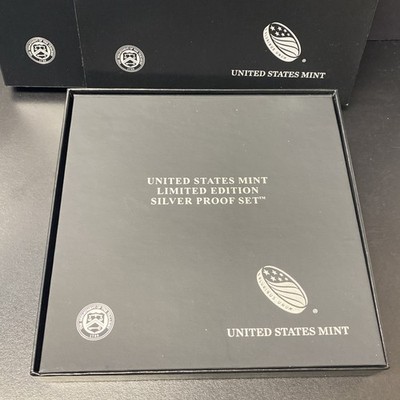 UNITED STATES MINT
UNITED STATES MINT
LIMITED EDITION
SILVER PROOF SET™
UNITED STATES MINT